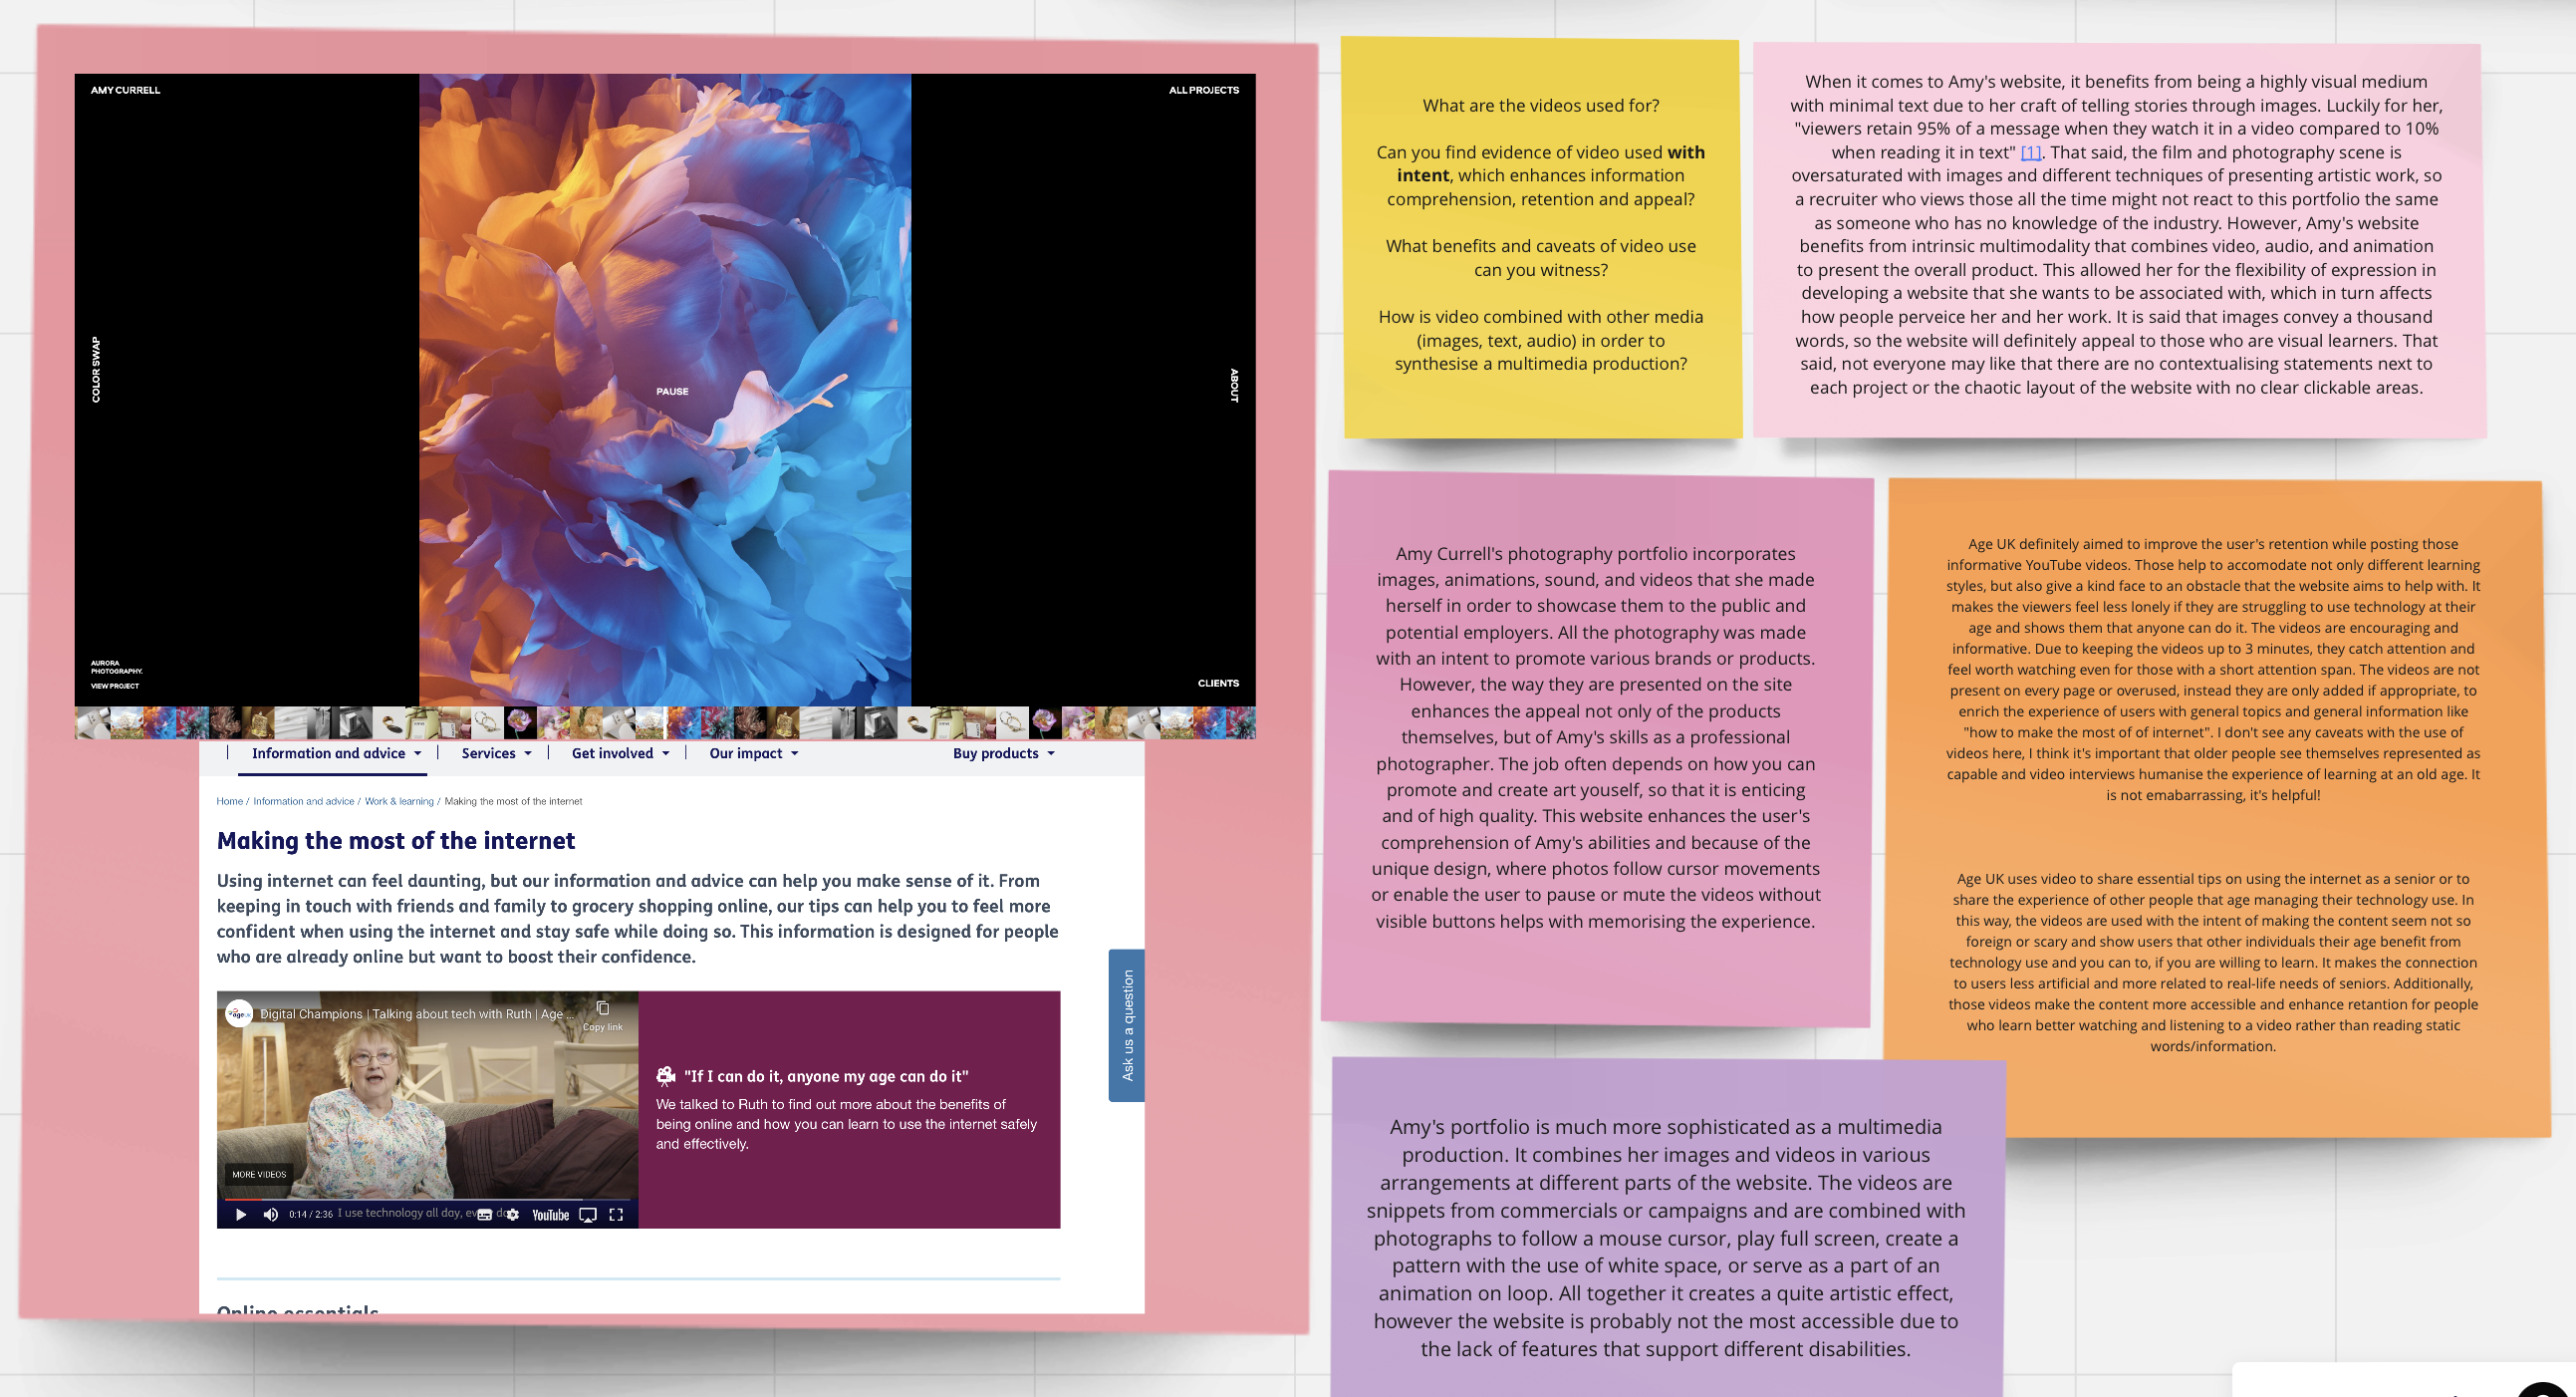 AMY CURRELL
ALL PROJECTS
COLOR SWAP
PAUSE
ABOUT
AURORA
PHOTOGRAPHY.
VIEW PROJECT
CLIENTS
Information and advice
Services
Get involved
Our impact
Buy products
Home / Information and advice / Work & learning / Making the most of the internet
Making the most of the internet
Using internet can feel daunting, but our information and advice can help you make sense of it. From
keeping in touch with friends and family to grocery shopping online, our tips can help you to feel more
confident when using the internet and stay safe while doing so. This information is designed for people
who are already online but want to boost their confidence.
Ask us a question
age UK
Digital Champions | Talking about tech with Ruth | Age ...
Copy link
MORE VIDEOS
0:14 / 2:36
I use technology all day,
YouTube
"If I can do it, anyone my age can do it"
We talked to Ruth to find out more about the benefits of
being online and how you can learn to use the internet safely
and effectively.
Online essentials
What are the videos used for?
Can you find evidence of video used with
intent, which enhances information
comprehension, retention and appeal?
What benefits and caveats of video use
can you witness?
How is video combined with other media
(images, text, audio) in order to
synthesise a multimedia production?
When it comes to Amy's website, it benefits from being a highly visual medium
with minimal text due to her craft of telling stories through images. Luckily for her,
"viewers retain 95% of a message when they watch it in a video compared to 10%
when reading it in text" [1]. That said, the film and photography scene is
oversaturated with images and different techniques of presenting artistic work, so
a recruiter who views those all the time might not react to this portfolio the same
as someone who has no knowledge of the industry. However, Amy's website
benefits from intrinsic multimodality that combines video, audio, and animation
to present the overall product. This allowed her for the flexibility of expression in
developing a website that she wants to be associated with, which in turn affects
how people perveice her and her work. It is said that images convey a thousand
words, so the website will definitely appeal to those who are visual learners. That
said, not everyone may like that there are no contextualising statements next to
each project or the chaotic layout of the website with no clear clickable areas.
Amy Currell's photography portfolio incorporates
images, animations, sound, and videos that she made
herself in order to showcase them to the public and
potential employers. All the photography was made
with an intent to promote various brands or products.
However, the way they are presented on the site
enhances the appeal not only of the products
themselves, but of Amy's skills as a professional
photographer. The job often depends on how you can
promote and create art youself, so that it is enticing
and of high quality. This website enhances the user's
comprehension of Amy's abilities and because of the
unique design, where photos follow cursor movements
or enable the user to pause or mute the videos without
visible buttons helps with memorising the experience.
Age UK definitely aimed to improve the user's retention while posting those
informative YouTube videos. Those help to accomodate not only different learning
styles, but also give a kind face to an obstacle that the website aims to help with. It
makes the viewers feel less lonely if they are struggling to use technology at their
age and shows them that anyone can do it. The videos are encouraging and
informative. Due to keeping the videos up to 3 minutes, they catch attention and
feel worth watching even for those with a short attention span. The videos are not
present on every page or overused, instead they are only added if appropriate, to
enrich the experience of users with general topics and general information like
"how to make the most of of internet". I don't see any caveats with the use of
videos here, I think it's important that older people see themselves represented as
capable and video interviews humanise the experience of learning at an old age. It
is not emabarrassing, it's helpful!
Age UK uses video to share essential tips on using the internet as a senior or to
share the experience of other people that age managing their technology use. In
this way, the videos are used with the intent of making the content seem not so
foreign or scary and show users that other individuals their age benefit from
technology use and you can to, if you are willing to learn. It makes the connection
to users less artificial and more related to real-life needs of seniors. Additionally,
those videos make the content more accessible and enhance retantion for people
who learn better watching and listening to a video rather than reading static
words/information.
Amy's portfolio is much more sophisticated as a multimedia
production. It combines her images and videos in various
arrangements at different parts of the website. The videos are
snippets from commercials or campaigns and are combined with
photographs to follow a mouse cursor, play full screen, create a
pattern with the use of white space, or serve as a part of an
animation on loop. All together it creates a quite artistic effect,
however the website is probably not the most accessible due to
the lack of features that support different disabilities.